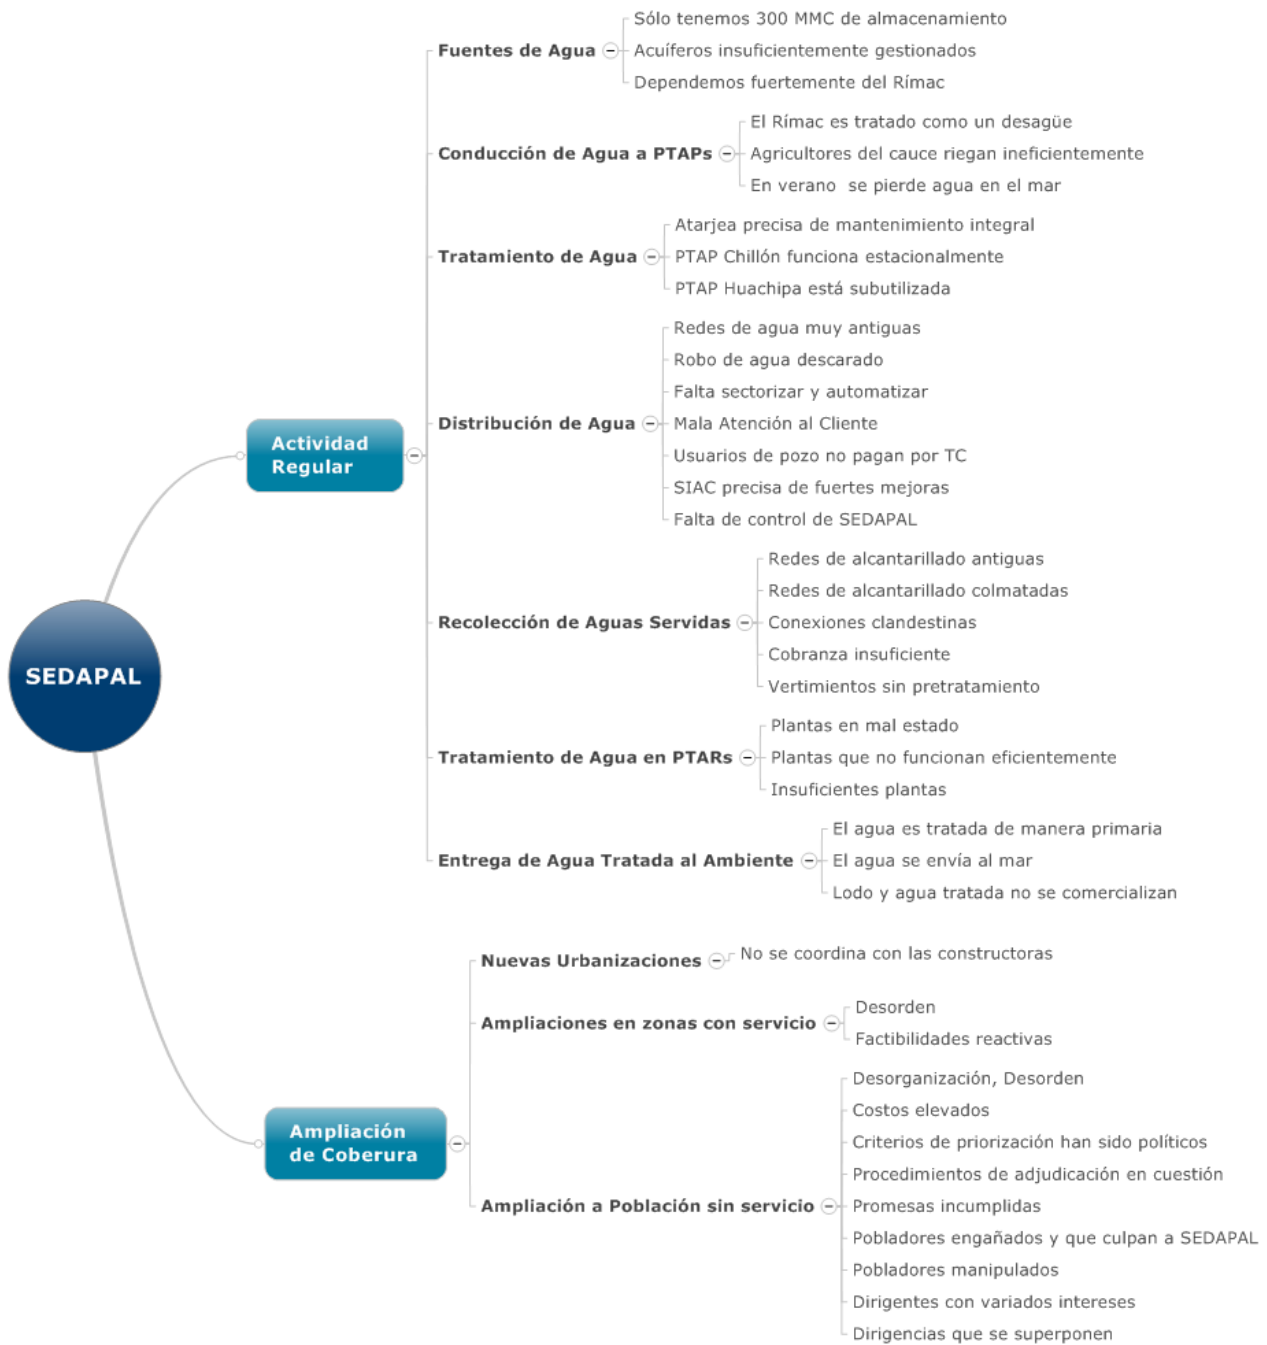 SEDAPAL
Actividad
Regular
Fuentes de Agua
Sólo tenemos 300 MMC de almacenamiento
Acuíferos insuficientemente gestionados
Dependemos fuertemente del Rímac
Conducción de Agua a PTAPs
El Rímac es tratado como un desagüe
Agricultores del cauce riegan ineficientemente
En verano se pierde agua en el mar
Tratamiento de Agua
Atarjea precisa de mantenimiento integral
PTAP Chillón funciona estacionalmente
PTAP Huachipa está subutilizada
Distribución de Agua
Redes de agua muy antiguas
Robo de agua descarado
Falta sectorizar y automatizar
Mala Atención al Cliente
Usuarios de pozo no pagan por TC
SIAC precisa de fuertes mejoras
Falta de control de SEDAPAL
Recolección de Aguas Servidas
Redes de alcantarillado antiguas
Redes de alcantarillado colmatadas
Conexiones clandestinas
Cobranza insuficiente
Vertimientos sin pretratamiento
Tratamiento de Agua en PTARs
Plantas en mal estado
Plantas que no funcionan eficientemente
Insuficientes plantas
Entrega de Agua Tratada al Ambiente
El agua es tratada de manera primaria
El agua se envía al mar
Lodo y agua tratada no se comercializan
Ampliación
de Coberura
Nuevas Urbanizaciones
No se coordina con las constructoras
Ampliaciones en zonas con servicio
Desorden
Factibilidades reactivas
Ampliación a Población sin servicio
Desorganización, Desorden
Costos elevados
Criterios de priorización han sido políticos
Procedimientos de adjudicación en cuestión
Promesas incumplidas
Pobladores engañados y que culpan a SEDAPAL
Pobladores manipulados
Dirigentes con variados intereses
Dirigencias que se superponen